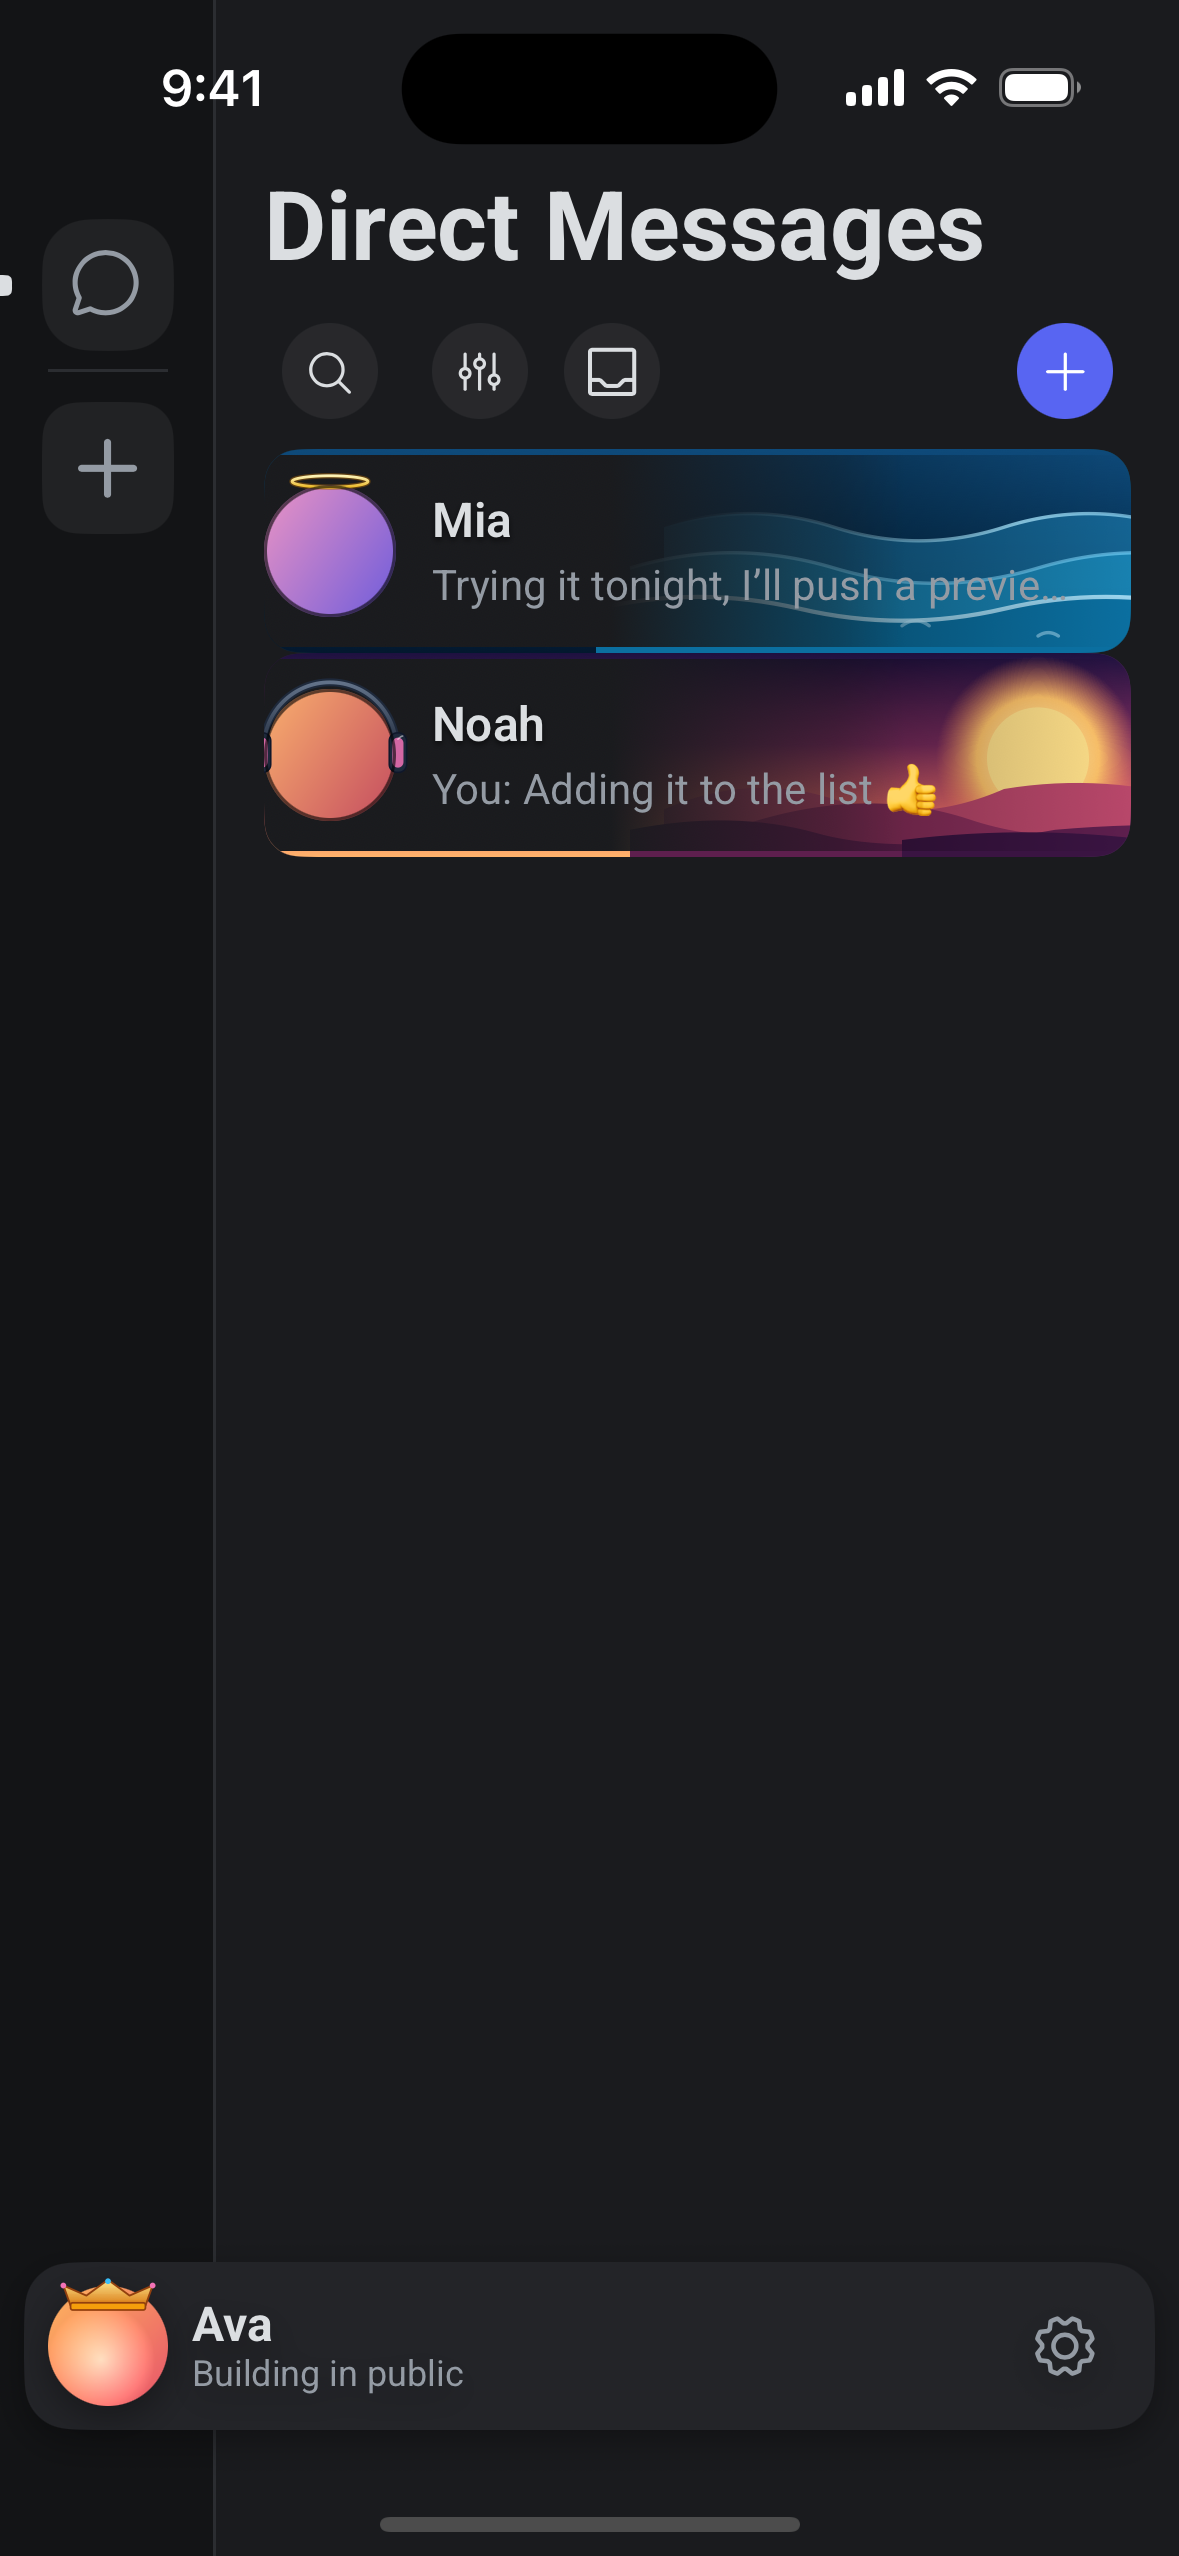 9:41
Direct Messages
Mia
Trying it tonight, I’ll push a previe...
Noah
You: Adding it to the list 👍
Ava
Building in public